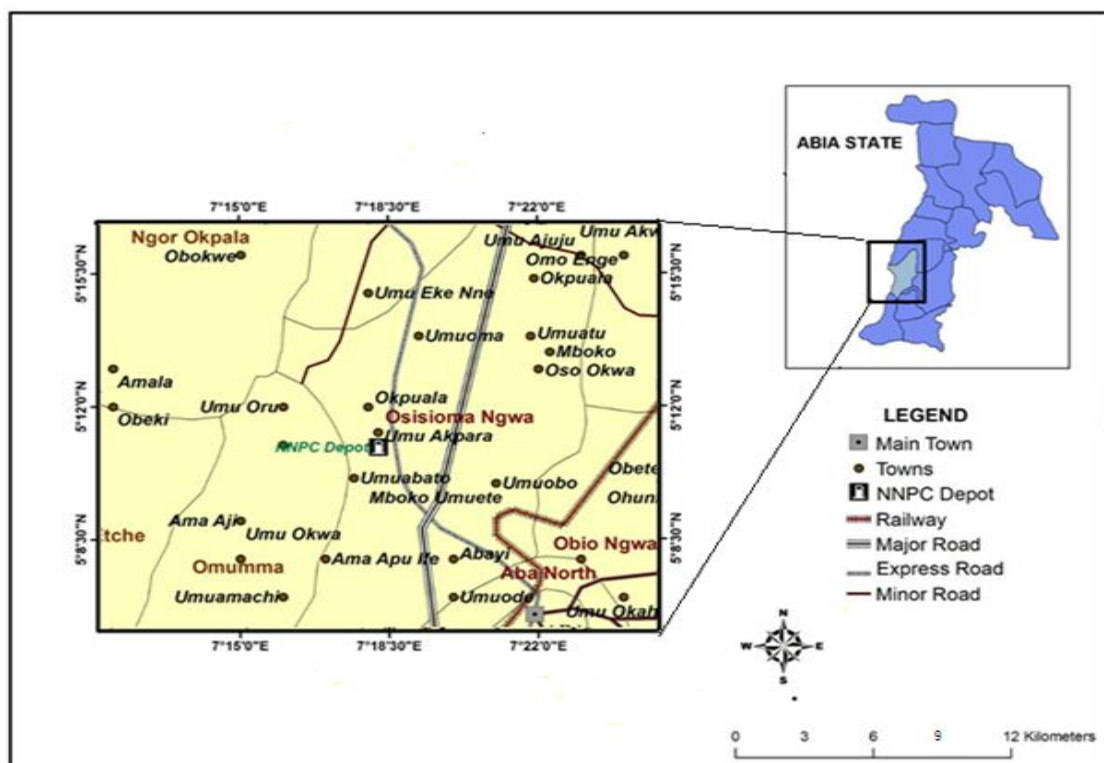 ABIA STATE
7°15'0"E
7°18'30"E
7°22'0"E
5°15'30"N
5°12'0"N
5°8'30"N
Ngor Okpala
Obokwe
Umu Ajuju
Umu Akw
Omo Enge
Okpuala
Umu Eke Nne
Umuoma
Umuatu
Mboko
Oso Okwa
Amala
Obeki
Umu Oru
Okpuala
Osisioma Ngwa
Umu Akpara
NNPC Depot
Umuabato
Mboko Umuete
Umuobo
Obete
Ohun
Ama Aji
Umu Okwa
Etche
Omumma
Ama Apu Ife
Abayi
Obio Ngwa
Aba North
Umuamachi
Umuode
Umu Okah
5°15'30"N
5°12'0"N
5°8'30"N
7°15'0"E
7°18'30"E
7°22'0"E
LEGEND
Main Town
Towns
NNPC Depot
Railway
Major Road
Express Road
Minor Road
N
W
E
S
0 3 6 9 12 Kilometers